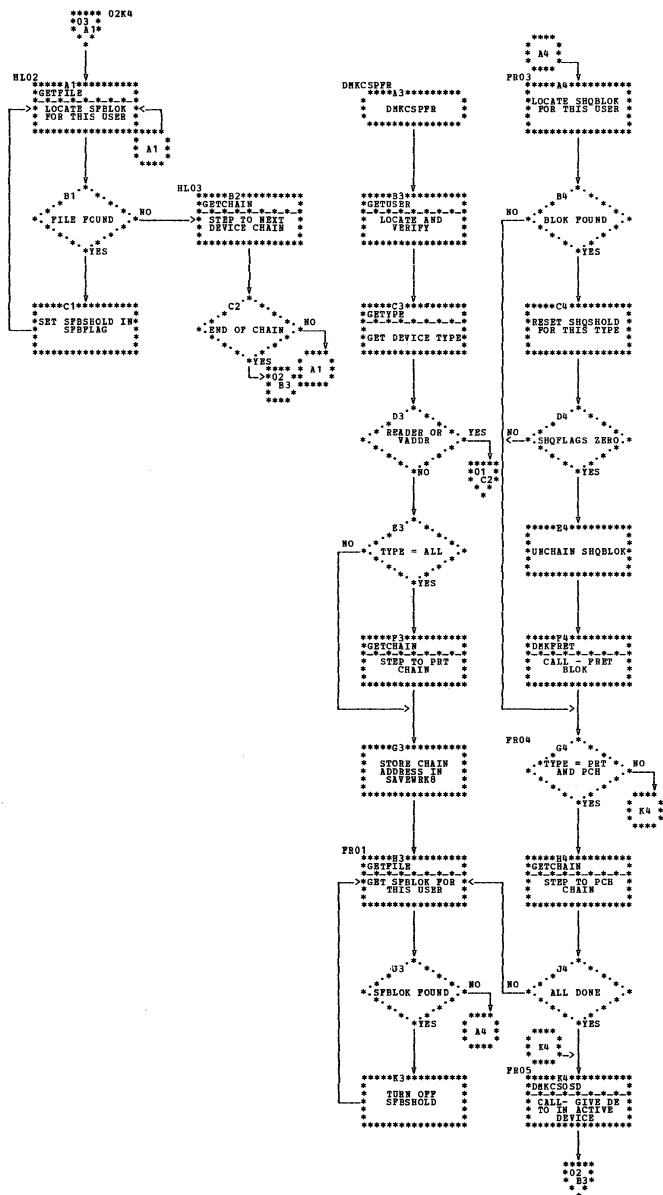 02K4
03
A1
HL02
A1
GETFILE
LOCATE SFBLOK
FOR THIS USER
A1
B1
FILE FOUND
NO
YES
C1
SET SFBSHOLD IN
SFBFLAG
HL03
B2
GETCHAIN
STEP TO NEXT
DEVICE CHAIN
C2
END OF CHAIN
NO
A1
YES
02
B3
DMKCSPFR
A3
DMKCSPFR
B3
GETUSER
LOCATE AND
VERIFY
C3
GETYPE
GET DEVICE TYPE
D3
READER OR
VADDR
YES
01
C2
NO
E3
NO
TYPE = ALL
YES
F3
GETCHAIN
STEP TO PRT
CHAIN
G3
STORE CHAIN
ADDRESS IN
SAVEWRK8
FR01
H3
GETFILE
GET SFBLOK FOR
THIS USER
J3
SFBLOK FOUND
NO
A4
YES
K3
TURN OFF
SFBSHOLD
A4
FR03
A4
LOCATE SHQBLOK
FOR THIS USER
B4
NO
BLOK FOUND
YES
C4
RESET SHQSHOLD
FOR THIS TYPE
D4
NO
SHQFLAGS ZERO
YES
E4
UNCHAIN SHQBLOK
F4
DMKFRET
CALL - FRET
BLOK
FR04
G4
TYPE = PRT
AND PCH
NO
K4
YES
H4
GETCHAIN
STEP TO PCH
CHAIN
J4
NO
ALL DONE
YES
K4
FR05
K4
DMKCSOSD
CALL- GIVE DE
TO IN ACTIVE
DEVICE
02
B3